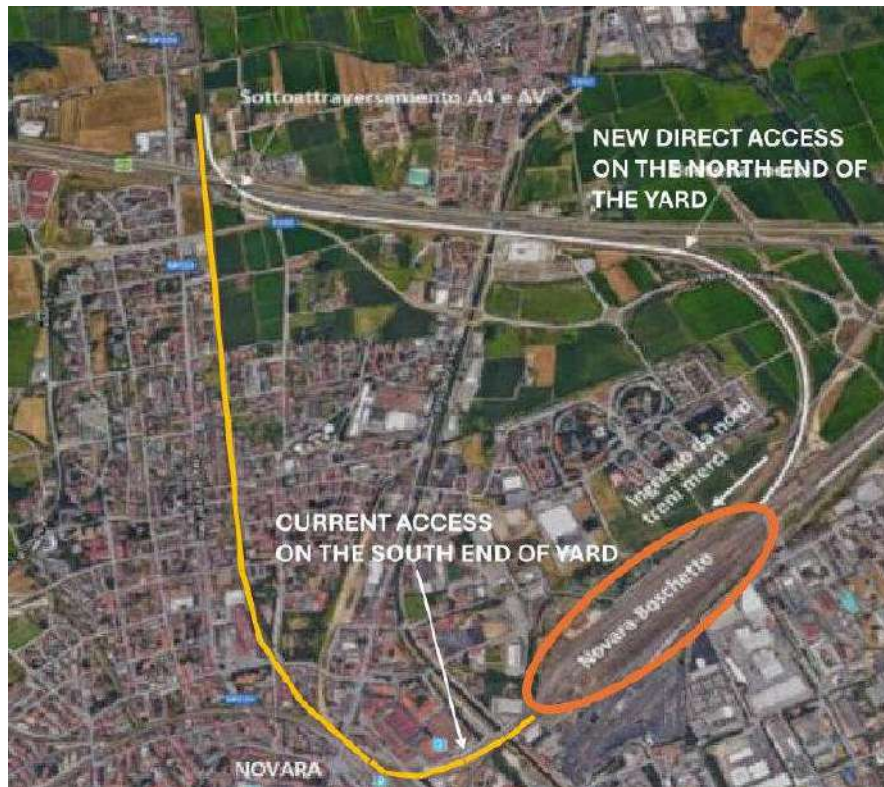 Sottoattraversamento A4 e AV
NEW DIRECT ACCESS
ON THE NORTH END OF
THE YARD
Ingresso da nord
treni merci
CURRENT ACCESS
ON THE SOUTH END OF YARD
Novara Boschetto
NOVARA